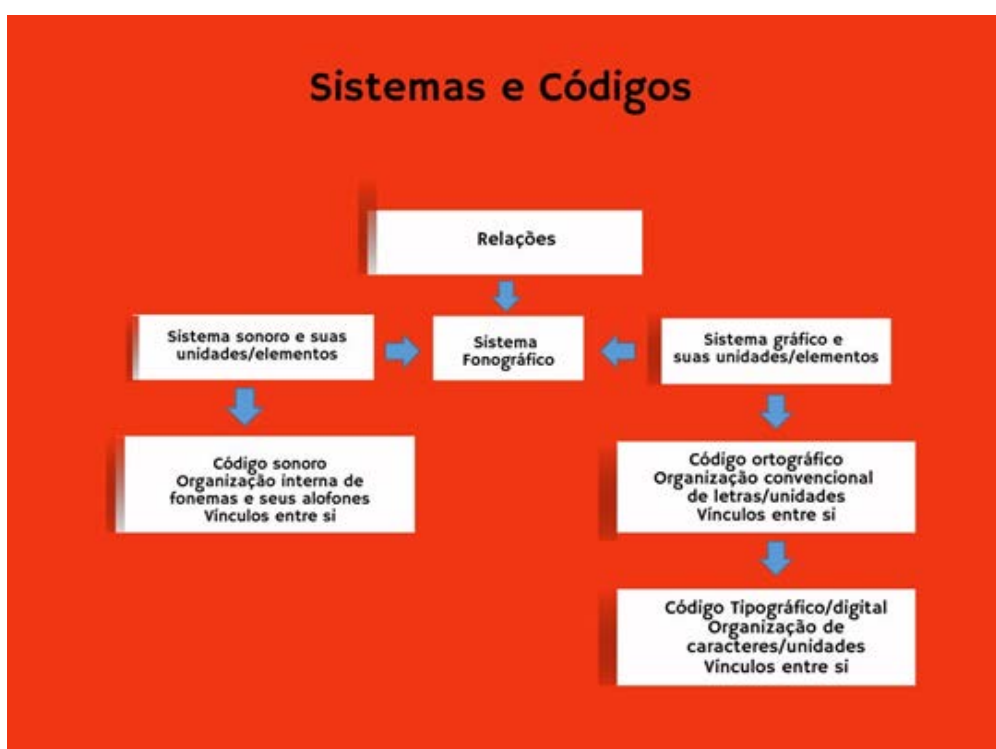 Sistemas e Códigos
Relações
Sistema sonoro e suas
unidades/elementos
Sistema
Fonográfico
Sistema gráfico e
suas unidades/elementos
Código sonoro
Organização interna de
fonemas e seus alofones
Vínculos entre si
Código ortográfico
Organização convencional
de letras/unidades
Vínculos entre si
Código Tipográfico/digital
Organização de
caracteres/unidades
Vínculos entre si